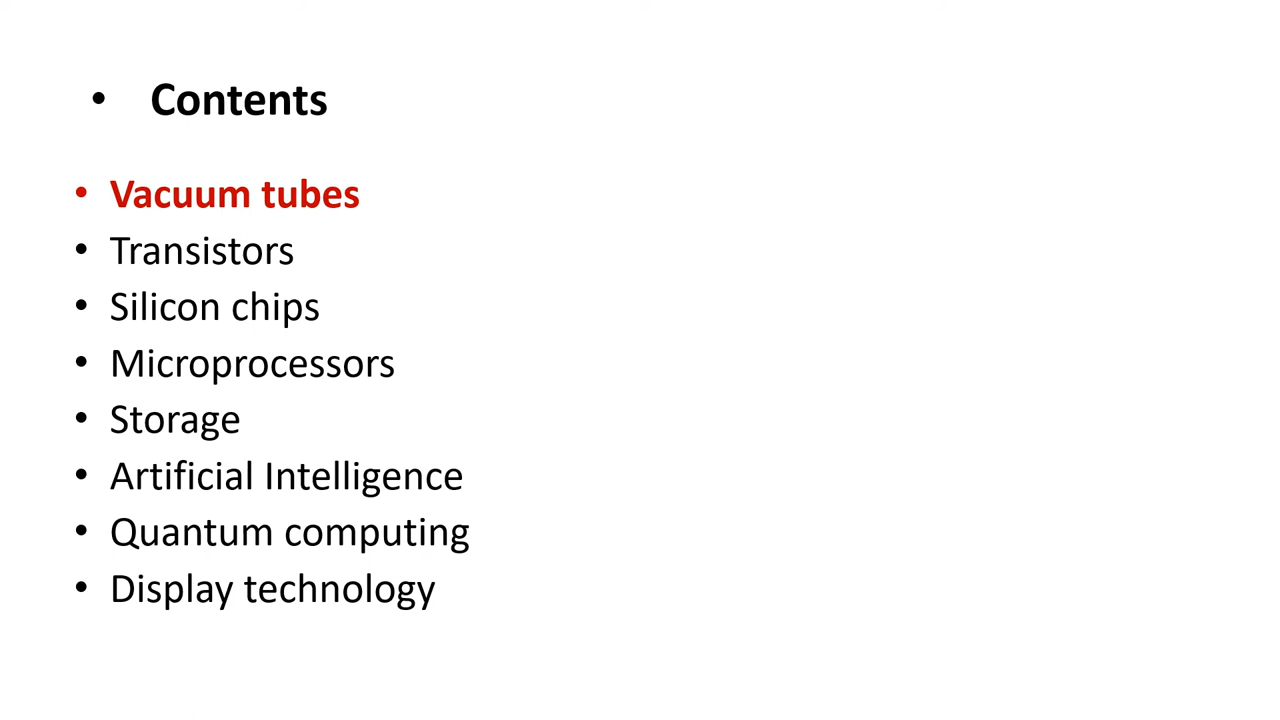 • Contents
• Vacuum tubes
• Transistors
• Silicon chips
• Microprocessors
• Storage
• Artificial Intelligence
• Quantum computing
• Display technology